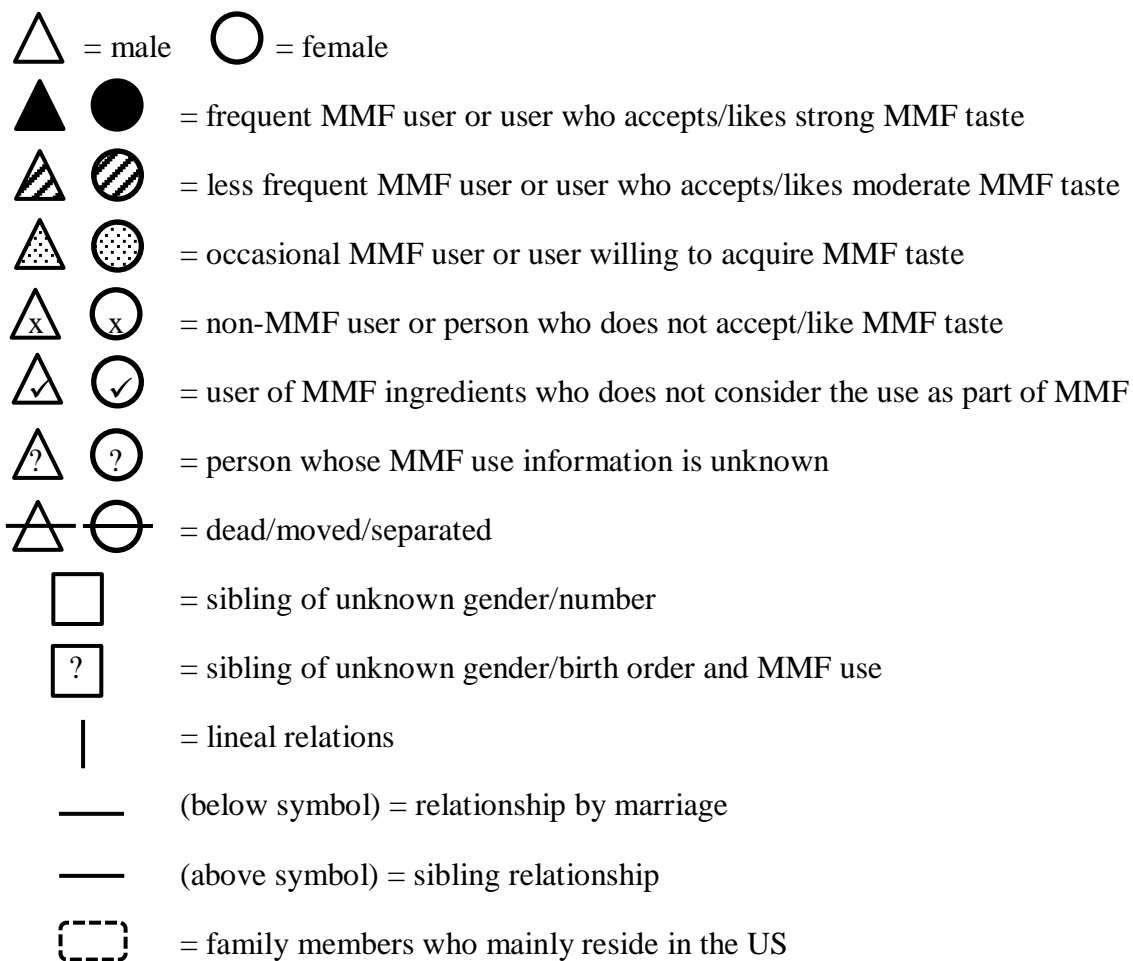 = male = female
= frequent MMF user or user who accepts/likes strong MMF taste
= less frequent MMF user or user who accepts/likes moderate MMF taste
= occasional MMF user or user willing to acquire MMF taste
x x = non-MMF user or person who does not accept/like MMF taste
✓ ✓ = user of MMF ingredients who does not consider the use as part of MMF
? ? = person whose MMF use information is unknown
= dead/moved/separated
= sibling of unknown gender/number
? = sibling of unknown gender/birth order and MMF use
= lineal relations
(below symbol) = relationship by marriage
(above symbol) = sibling relationship
= family members who mainly reside in the US